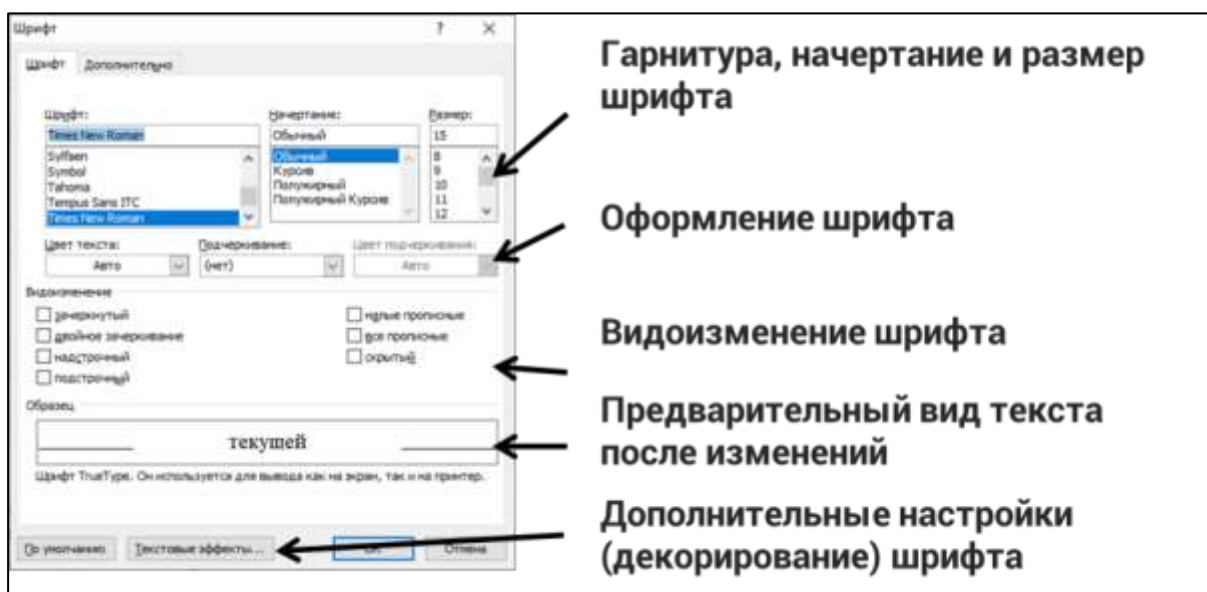 Шрифт ? ×
Шрифт Дополнительно
Шрифт: Начертание: Размер:
Times New Roman Обычный 15
Sylfaen Обычный 8
Symbol Курсив 9
Tahoma Полужирный 10
Tempus Sans ITC Полужирный Курсив 11
Times New Roman 12
Цвет текста: Подчеркивание: Цвет подчеркивания:
Авто (нет) Авто
Видоизменение
зачеркнутый малые прописные
двойное зачеркивание все прописные
надстрочный скрытый
подстрочный
Образец
текущей
Шрифт TrueType. Он используется для вывода как на экран, так и на принтер.
По умолчанию Текстовые эффекты... Отмена
Гарнитура, начертание и размер
шрифта
Оформление шрифта
Видоизменение шрифта
Предварительный вид текста
после изменений
Дополнительные настройки
(декорирование) шрифта